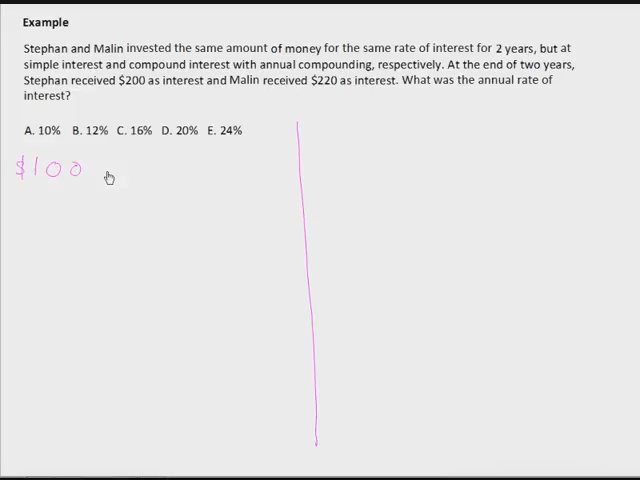 Example
Stephan and Malin invested the same amount of money for the same rate of interest for 2 years, but at
simple interest and compound interest with annual compounding, respectively. At the end of two years,
Stephan received $200 as interest and Malin received $220 as interest. What was the annual rate of
interest?
A. 10% B. 12% C. 16% D. 20% E. 24%
$100